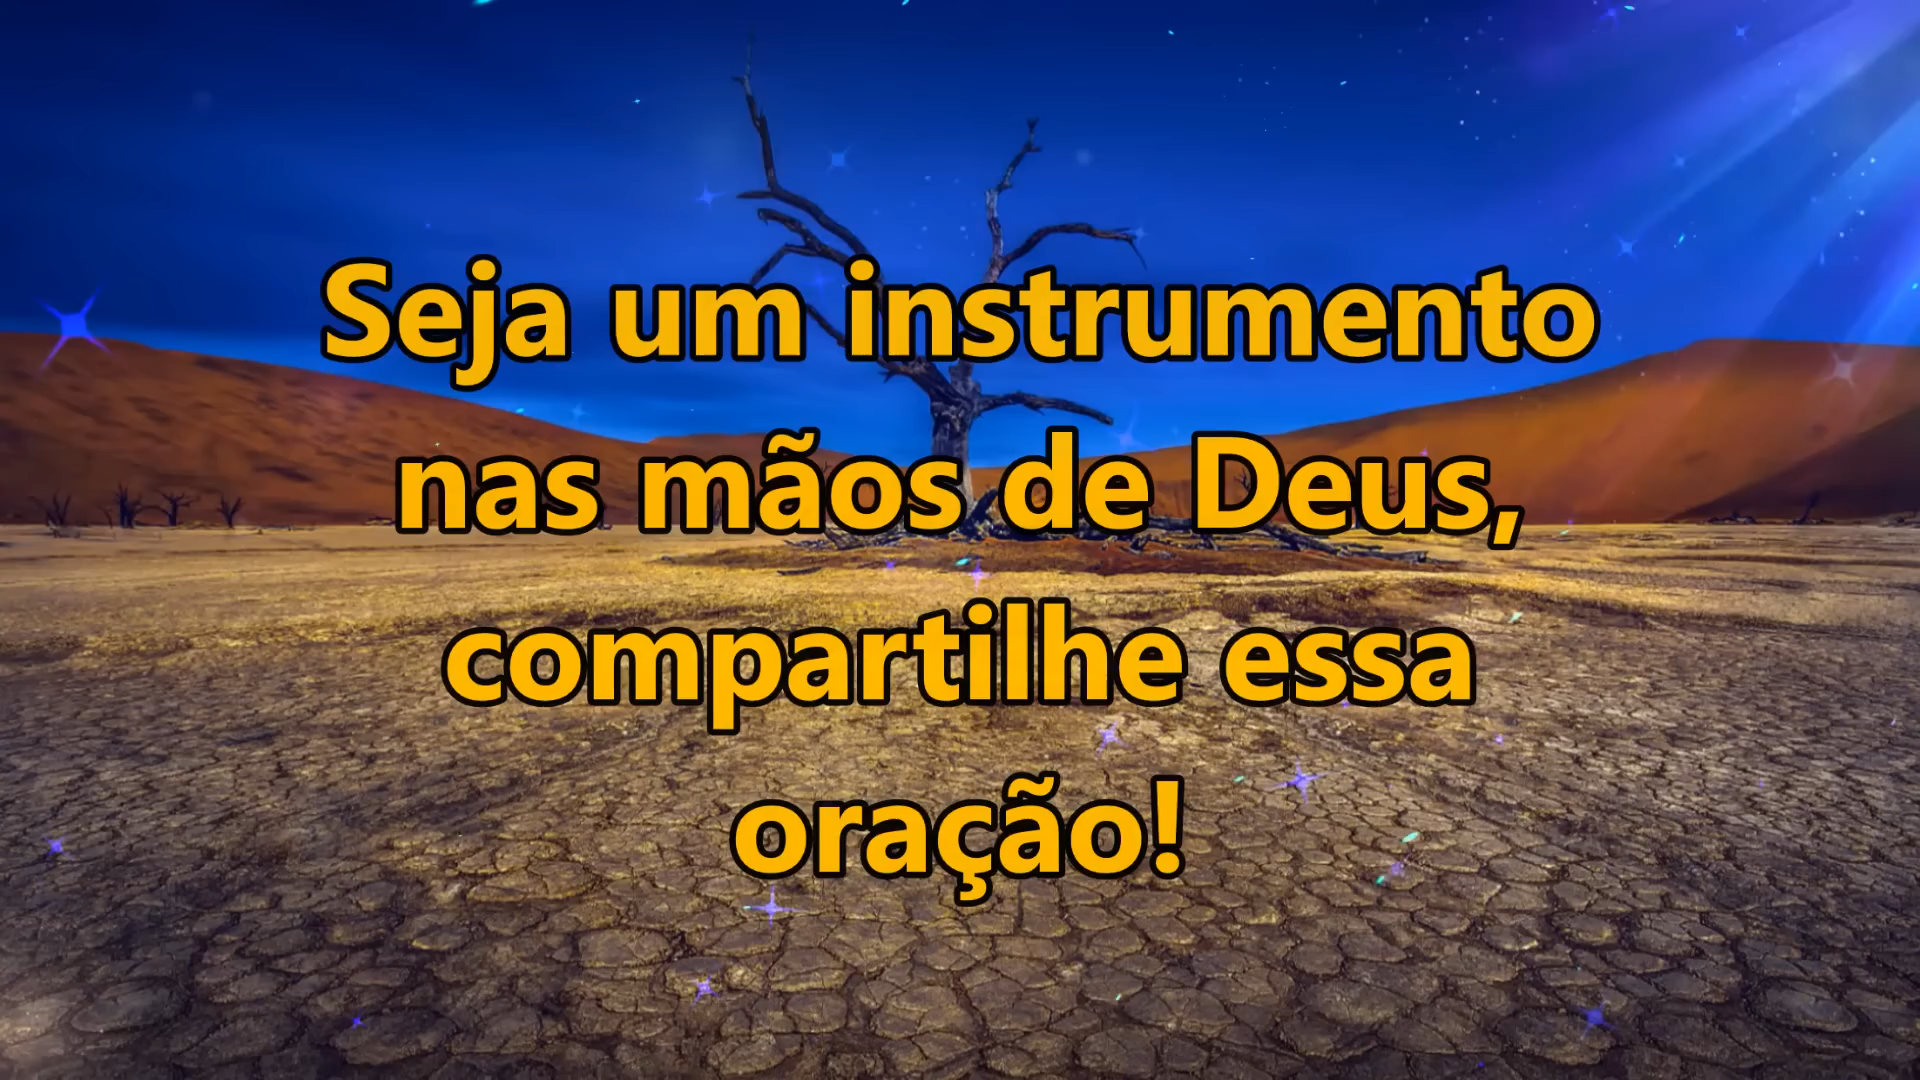 Seja um instrumento
nas mãos de Deus,
compartilhe essa
oração!